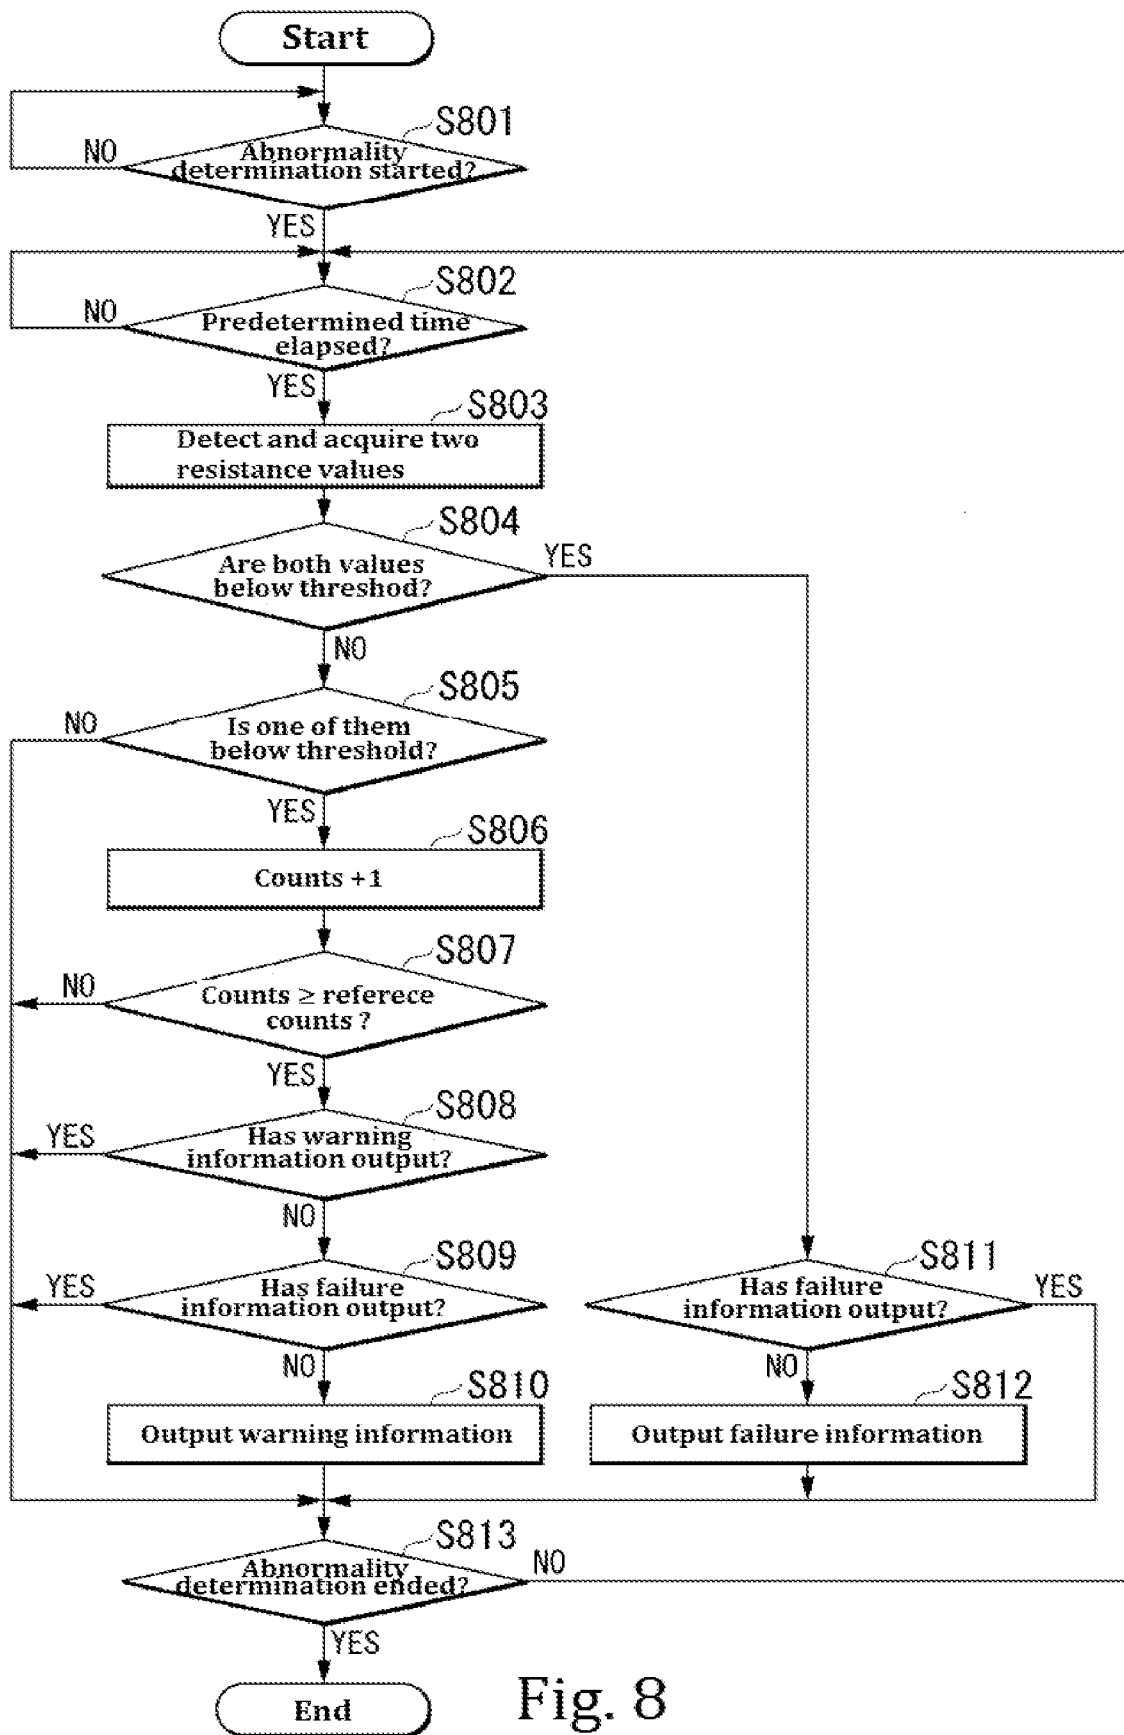 Start
S801
NO
Abnormality
determination started?
YES
S802
NO
Predetermined time
elapsed?
YES
S803
Detect and acquire two
resistance values
S804
YES
Are both values
below threshod?
NO
S805
NO
Is one of them
below threshold?
YES
S806
Counts +1
S807
NO
Counts ≥ referece
counts ?
YES
S808
YES
Has warning
information output?
NO
S809
YES
Has failure
information output?
S811
YES
Has failure
information output?
NO
NO
S810
Output warning information
S812
Output failure information
S813
NO
Abnormality
determination ended?
YES
End
Fig. 8